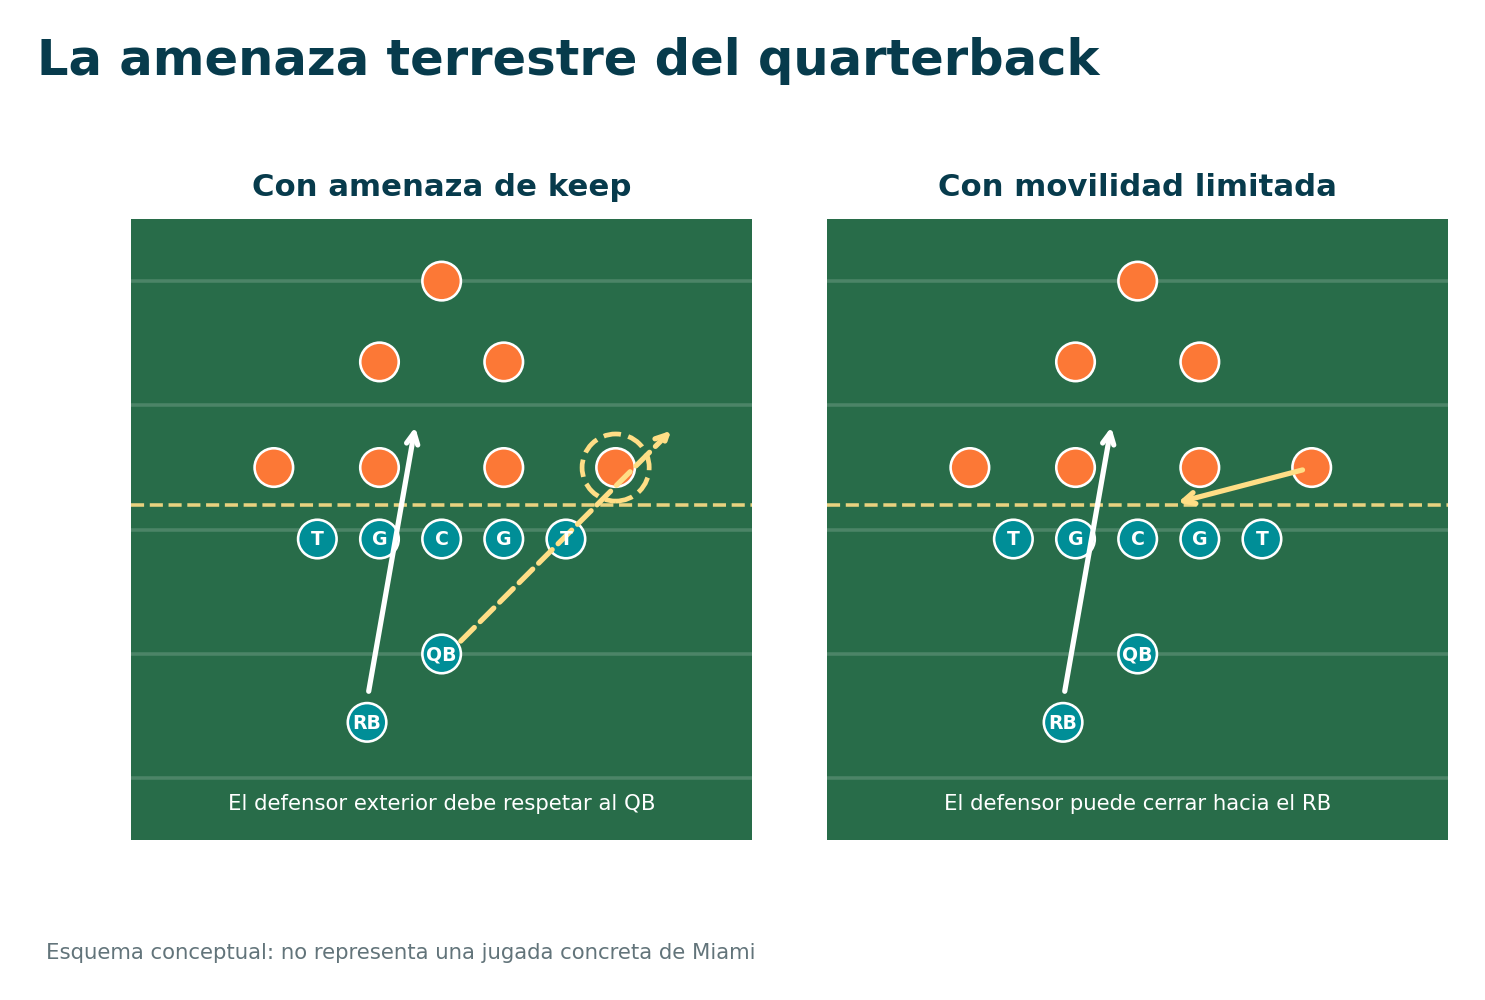 La amenaza terrestre del quarterback
Con amenaza de keep
T G C G T
QB
RB
El defensor exterior debe respetar al QB
Con movilidad limitada
T G C G T
QB
RB
El defensor puede cerrar hacia el RB
Esquema conceptual: no representa una jugada concreta de Miami